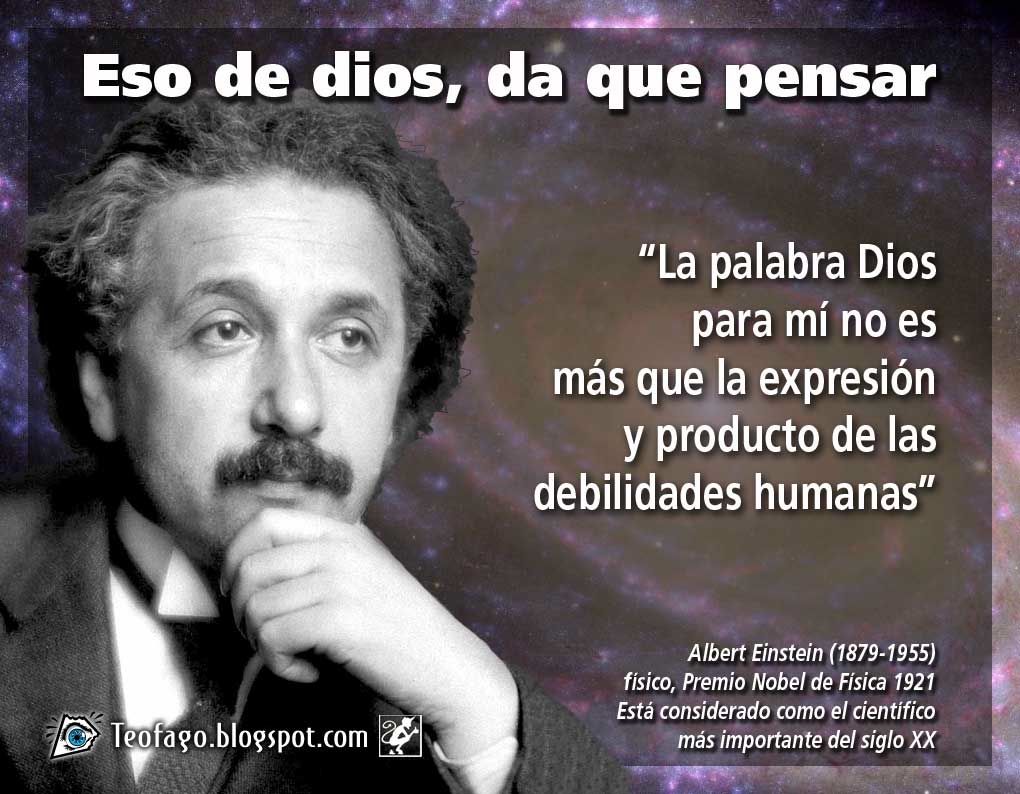 Eso de dios, da que pensar
“La palabra Dios
para mí no es
más que la expresión
y producto de las
debilidades humanas”
Albert Einstein (1879-1955)
físico, Premio Nobel de Física 1921
Está considerado como el científico
más importante del siglo XX
Teofago.blogspot.com